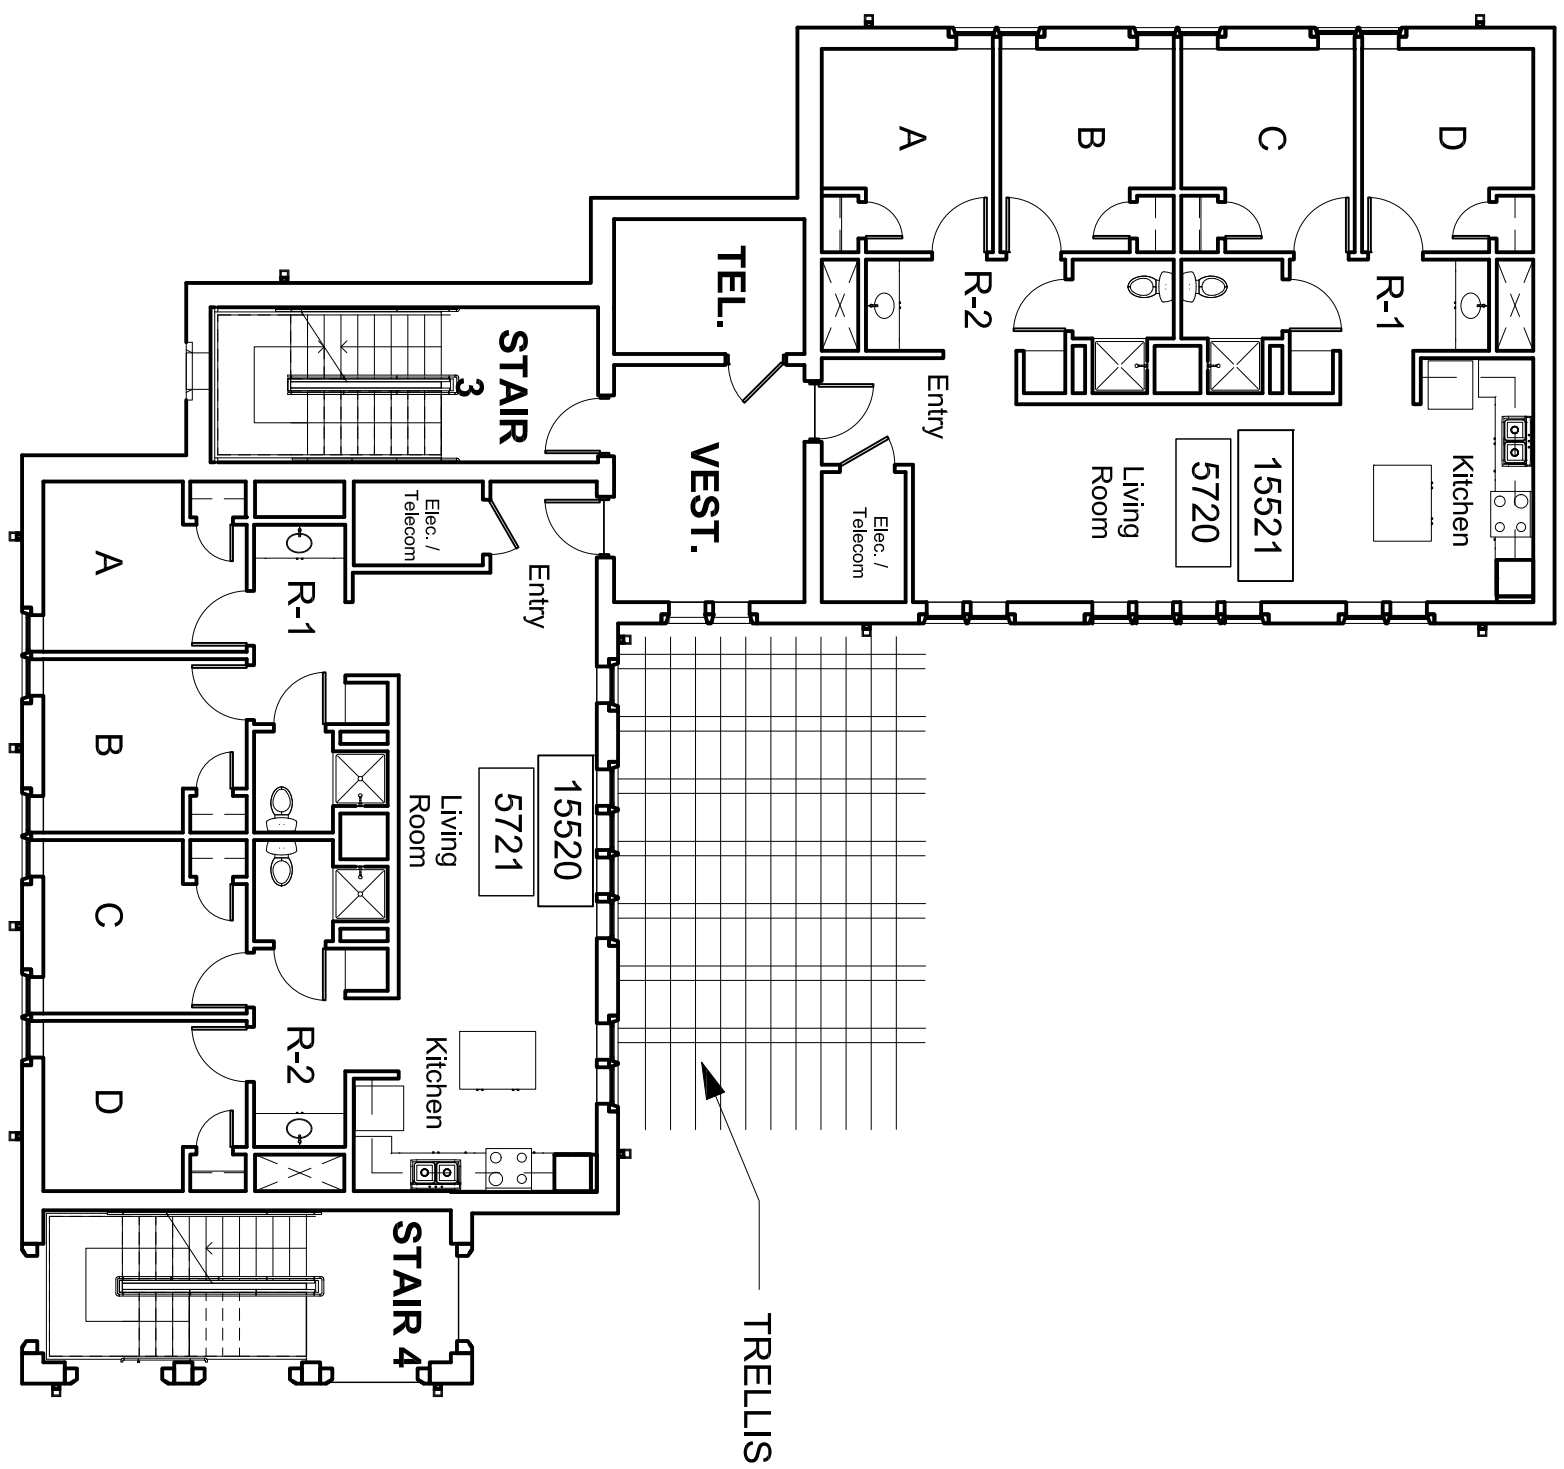 A
B
C
D
R-2
R-1
TEL.
STAIR
3
Entry
Kitchen
Living
Room
5720
15521
VEST.
Elec. /
Telecom
Elec. /
Telecom
Entry
A
R-1
B
Living
Room
5721
15520
C
R-2
Kitchen
D
STAIR 4
TRELLIS